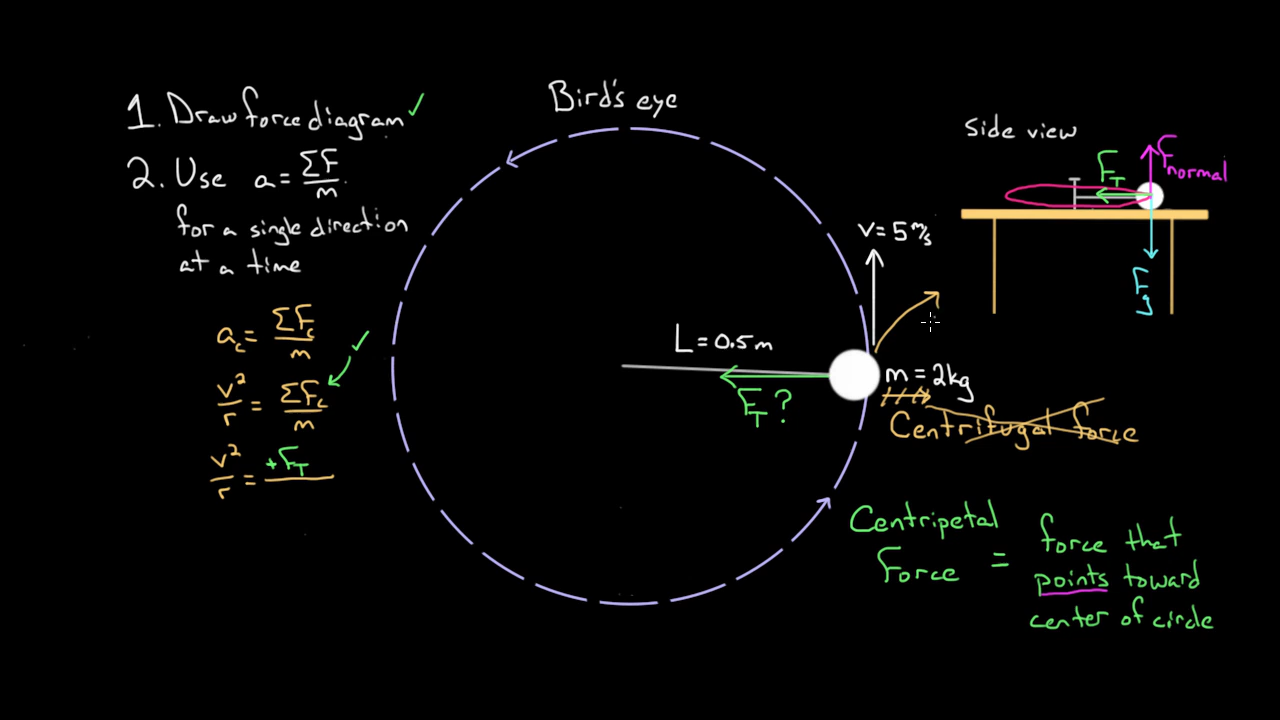 1. Draw force diagram ✓
2. Use a = ΣF/m
for a single direction
at a time
a_c = ΣF_c/m
v²/r = ΣF_c/m ✓
v²/r = +F_T
Bird's eye
L = 0.5m
F_T ?
v = 5 m/s
m = 2kg
Centrifugal force
Side view
F_T
F_normal
F_g
Centripetal Force = force that
points toward
center of circle